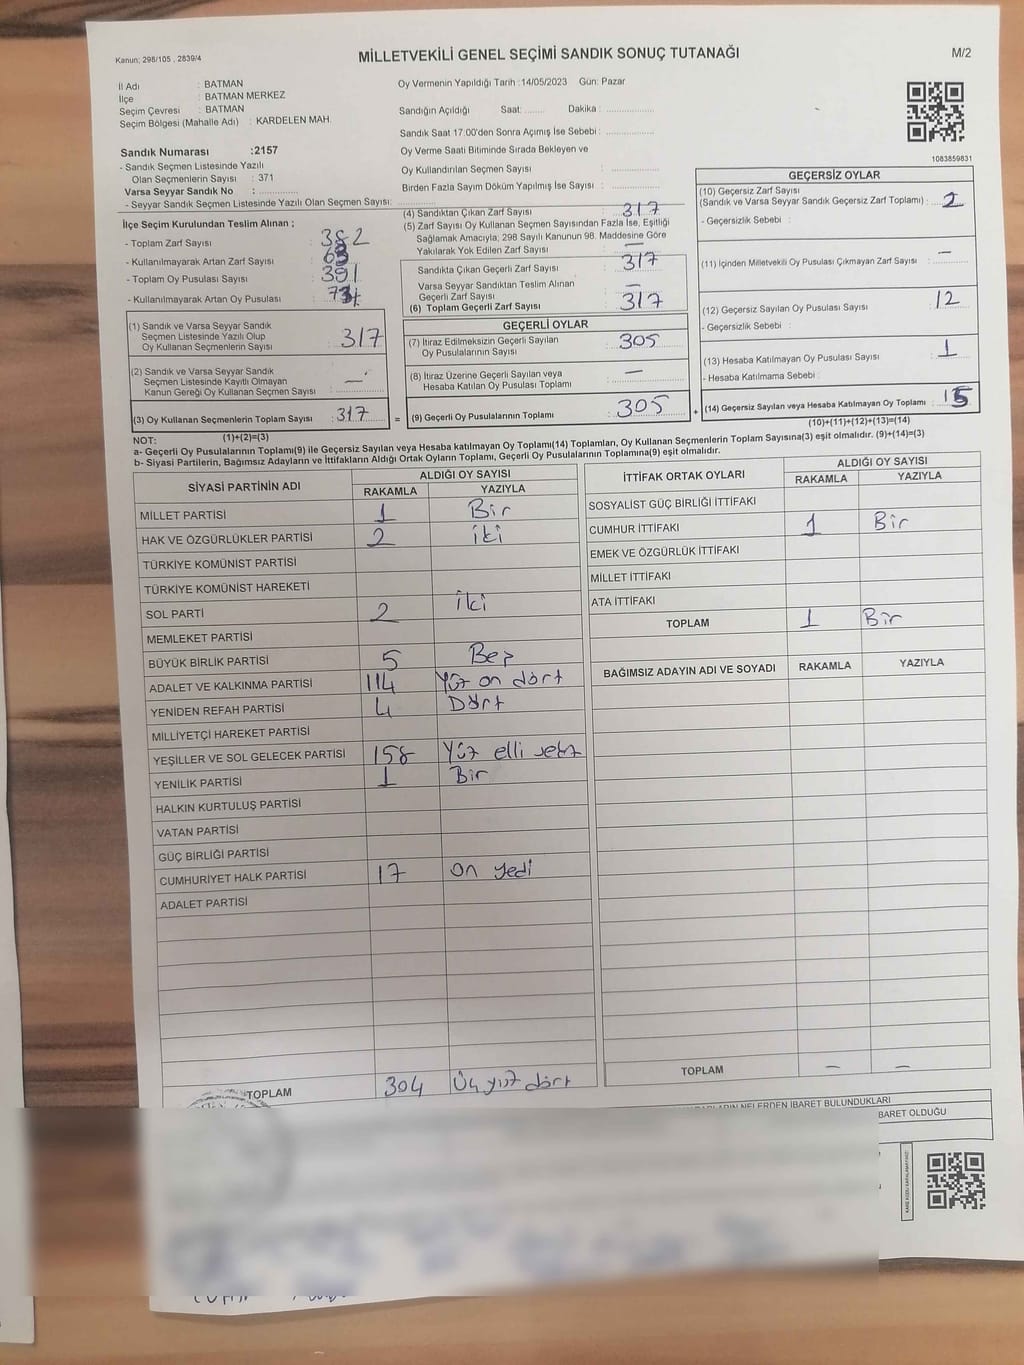 Kanun; 298/105 , 2839/4
MİLLETVEKİLİ GENEL SEÇİMİ SANDIK SONUÇ TUTANAĞI
M/2
İl Adı : BATMAN
İlçe : BATMAN MERKEZ
Seçim Çevresi : BATMAN
Seçim Bölgesi (Mahalle Adı) : KARDELEN MAH.
Oy Vermenin Yapıldığı Tarih :14/05/2023 Gün: Pazar
Sandığın Açıldığı Saat: ........ Dakika : ..................
Sandık Saat 17.00'den Sonra Açımış İse Sebebi : ..................
Oy Verme Saati Bitiminde Sırada Bekleyen ve
Oy Kullandırılan Seçmen Sayısı : ..................
Birden Fazla Sayım Döküm Yapılmış İse Sayısı : ..................
1083859831
Sandık Numarası :2157
- Sandık Seçmen Listesinde Yazılı
Olan Seçmenlerin Sayısı : 371
Varsa Seyyar Sandık No : ..................
- Seyyar Sandık Seçmen Listesinde Yazılı Olan Seçmen Sayısı: ..................
İlçe Seçim Kurulundan Teslim Alınan ;
- Toplam Zarf Sayısı : 382
- Kullanılmayarak Artan Zarf Sayısı :
- Toplam Oy Pusulası Sayısı : 391
- Kullanılmayarak Artan Oy Pusulası :
(1) Sandık ve Varsa Seyyar Sandık
Seçmen Listesinde Yazılı Olup
Oy Kullanan Seçmenlerin Sayısı : 317
(2) Sandık ve Varsa Seyyar Sandık
Seçmen Listesinde Kayıtlı Olmayan
Kanun Gereği Oy Kullanan Seçmen Sayısı : —
(3) Oy Kullanan Seçmenlerin Toplam Sayısı : 317
(1)+(2)=(3)
(4) Sandıktan Çıkan Zarf Sayısı : 317
(5) Zarf Sayısı Oy Kullanan Seçmen Sayısından Fazla İse, Eşitliği
Sağlamak Amacıyla; 298 Sayılı Kanunun 98. Maddesine Göre
Yakılarak Yok Edilen Zarf Sayısı : —
Sandıkta Çıkan Geçerli Zarf Sayısı : 317
Varsa Seyyar Sandıktan Teslim Alınan
Geçerli Zarf Sayısı : —
(6) Toplam Geçerli Zarf Sayısı : 317
GEÇERLİ OYLAR
(7) İtiraz Edilmeksizin Geçerli Sayılan
Oy Pusulalarının Sayısı : 305
(8) İtiraz Üzerine Geçerli Sayılan veya
Hesaba Katılan Oy Pusulası Toplamı : —
= (9) Geçerli Oy Pusulalarının Toplamı : 305
GEÇERSİZ OYLAR
(10) Geçersiz Zarf Sayısı
(Sandık ve Varsa Seyyar Sandık Geçersiz Zarf Toplamı) : 2
- Geçersizlik Sebebi :
(11) İçinden Milletvekili Oy Pusulası Çıkmayan Zarf Sayısı : —
(12) Geçersiz Sayılan Oy Pusulası Sayısı : 12
- Geçersizlik Sebebi :
(13) Hesaba Katılmayan Oy Pusulası Sayısı : 1
- Hesaba Katılmama Sebebi :
+ (14) Geçersiz Sayılan veya Hesaba Katılmayan Oy Toplamı : 15
(10)+(11)+(12)+(13)=(14)
NOT:
a- Geçerli Oy Pusulalarının Toplamı(9) ile Geçersiz Sayılan veya Hesaba katılmayan Oy Toplamı(14) Toplamları, Oy Kullanan Seçmenlerin Toplam Sayısına(3) eşit olmalıdır. (9)+(14)=(3)
b- Siyasi Partilerin, Bağımsız Adayların ve İttifakların Aldığı Ortak Oyların Toplamı, Geçerli Oy Pusulalarının Toplamına(9) eşit olmalıdır.
SİYASİ PARTİNİN ADI ALDIĞI OY SAYISI
RAKAMLA YAZIYLA
MİLLET PARTİSİ 1 Bir
HAK VE ÖZGÜRLÜKLER PARTİSİ 2 iki
TÜRKİYE KOMÜNİST PARTİSİ
TÜRKİYE KOMÜNİST HAREKETİ
SOL PARTİ 2 iki
MEMLEKET PARTİSİ
BÜYÜK BİRLİK PARTİSİ 5 Beş
ADALET VE KALKINMA PARTİSİ 114 Yüz on dört
YENİDEN REFAH PARTİSİ 4 Dört
MİLLİYETÇİ HAREKET PARTİSİ
YEŞİLLER VE SOL GELECEK PARTİSİ 158 Yüz elli sekiz
YENİLİK PARTİSİ 1 Bir
HALKIN KURTULUŞ PARTİSİ
VATAN PARTİSİ
GÜÇ BİRLİĞİ PARTİSİ
CUMHURİYET HALK PARTİSİ 17 on yedi
ADALET PARTİSİ
TOPLAM 304 Üç yüz dört
İTTİFAK ORTAK OYLARI ALDIĞI OY SAYISI
RAKAMLA YAZIYLA
SOSYALİST GÜÇ BİRLİĞİ İTTİFAKI
CUMHUR İTTİFAKI 1 Bir
EMEK VE ÖZGÜRLÜK İTTİFAKI
MİLLET İTTİFAKI
ATA İTTİFAKI
TOPLAM 1 Bir
BAĞIMSIZ ADAYIN ADI VE SOYADI RAKAMLA YAZIYLA
TOPLAM — —
NELERDEN İBARET BULUNDUKLARI
BARET OLDUĞU